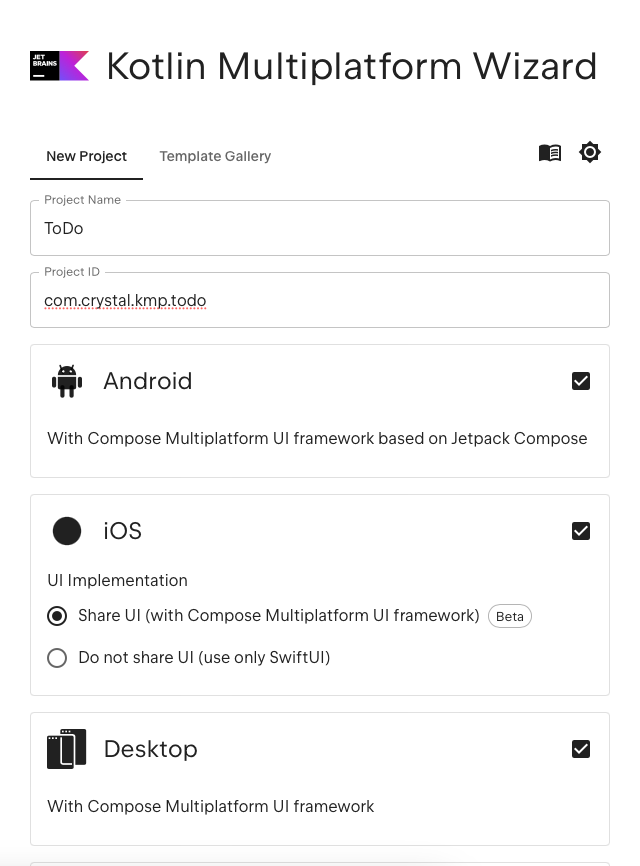 JET
BRAINS
Kotlin Multiplatform Wizard
New Project
Template Gallery
Project Name
ToDo
Project ID
com.crystal.kmp.todo
Android
With Compose Multiplatform UI framework based on Jetpack Compose
iOS
UI Implementation
Share UI (with Compose Multiplatform UI framework) Beta
Do not share UI (use only SwiftUI)
Desktop
With Compose Multiplatform UI framework